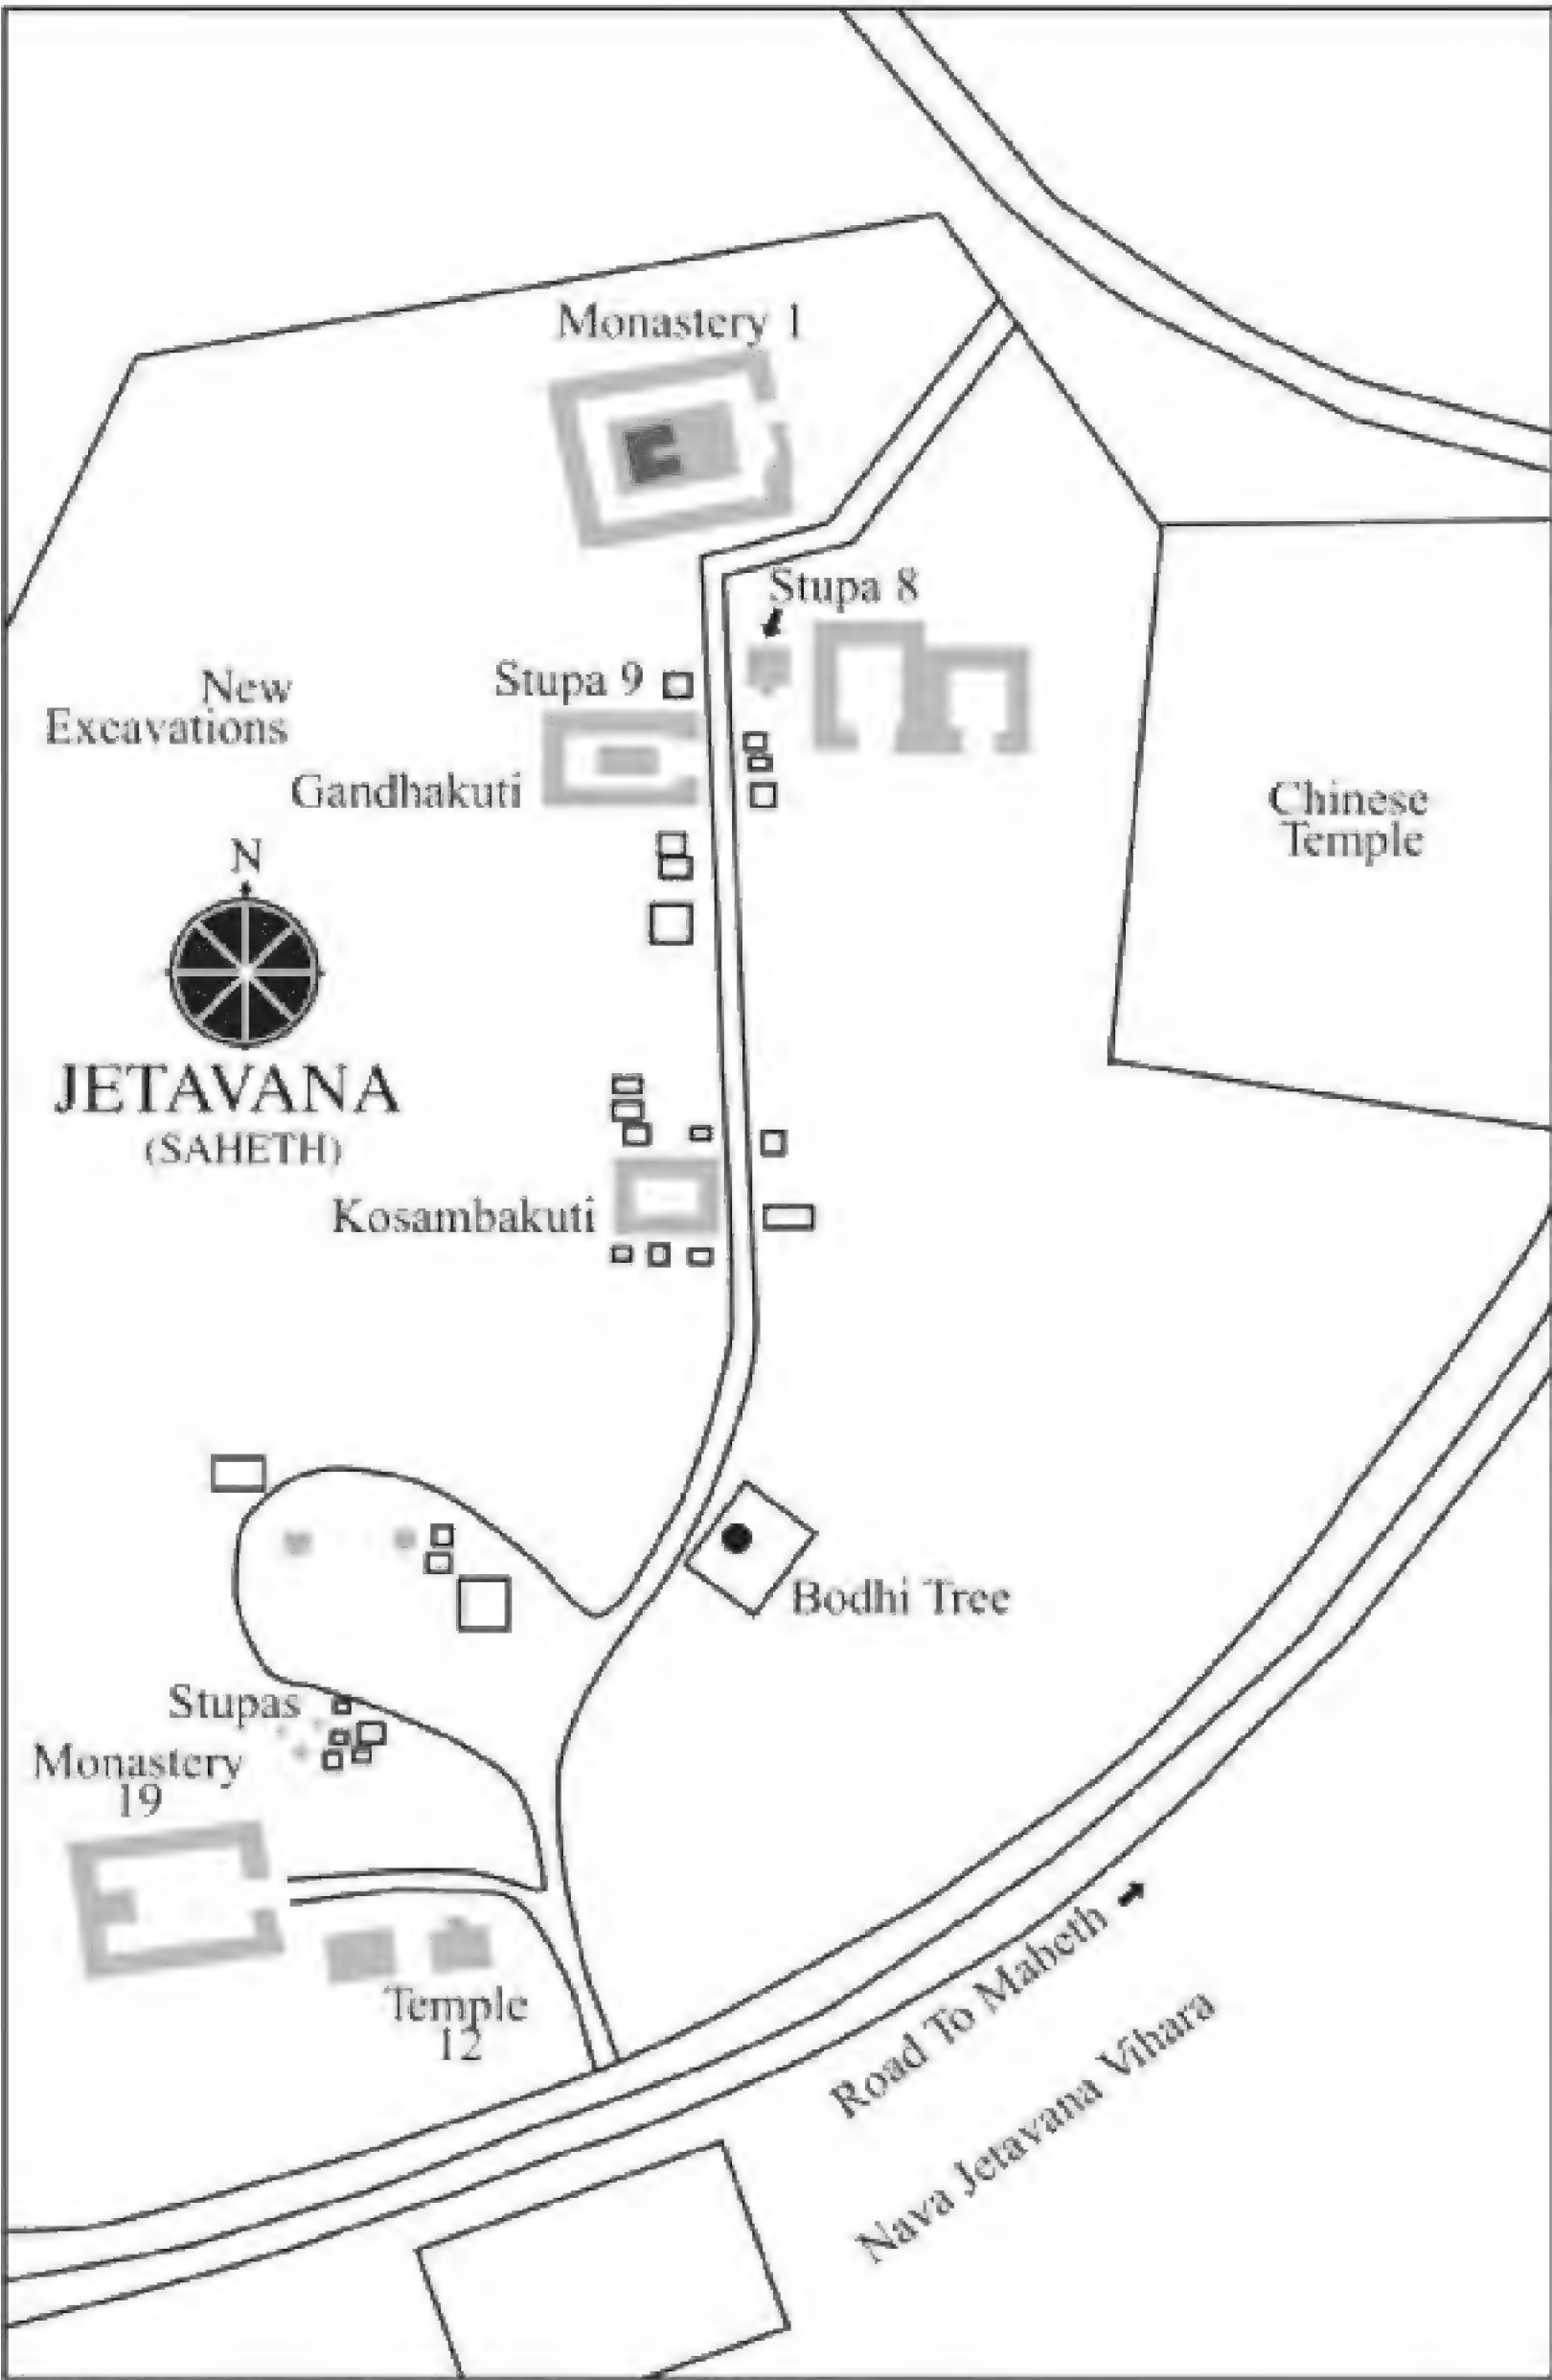 Monastery 1
Stupa 8
Stupa 9
New
Excavations
Gandhakuti
Chinese
Temple
N
JETAVANA
(SAHETH)
Kosambakuti
Bodhi Tree
Stupas
Monastery
19
Temple
12
Road To Maheth
Nava Jetavana Vihara